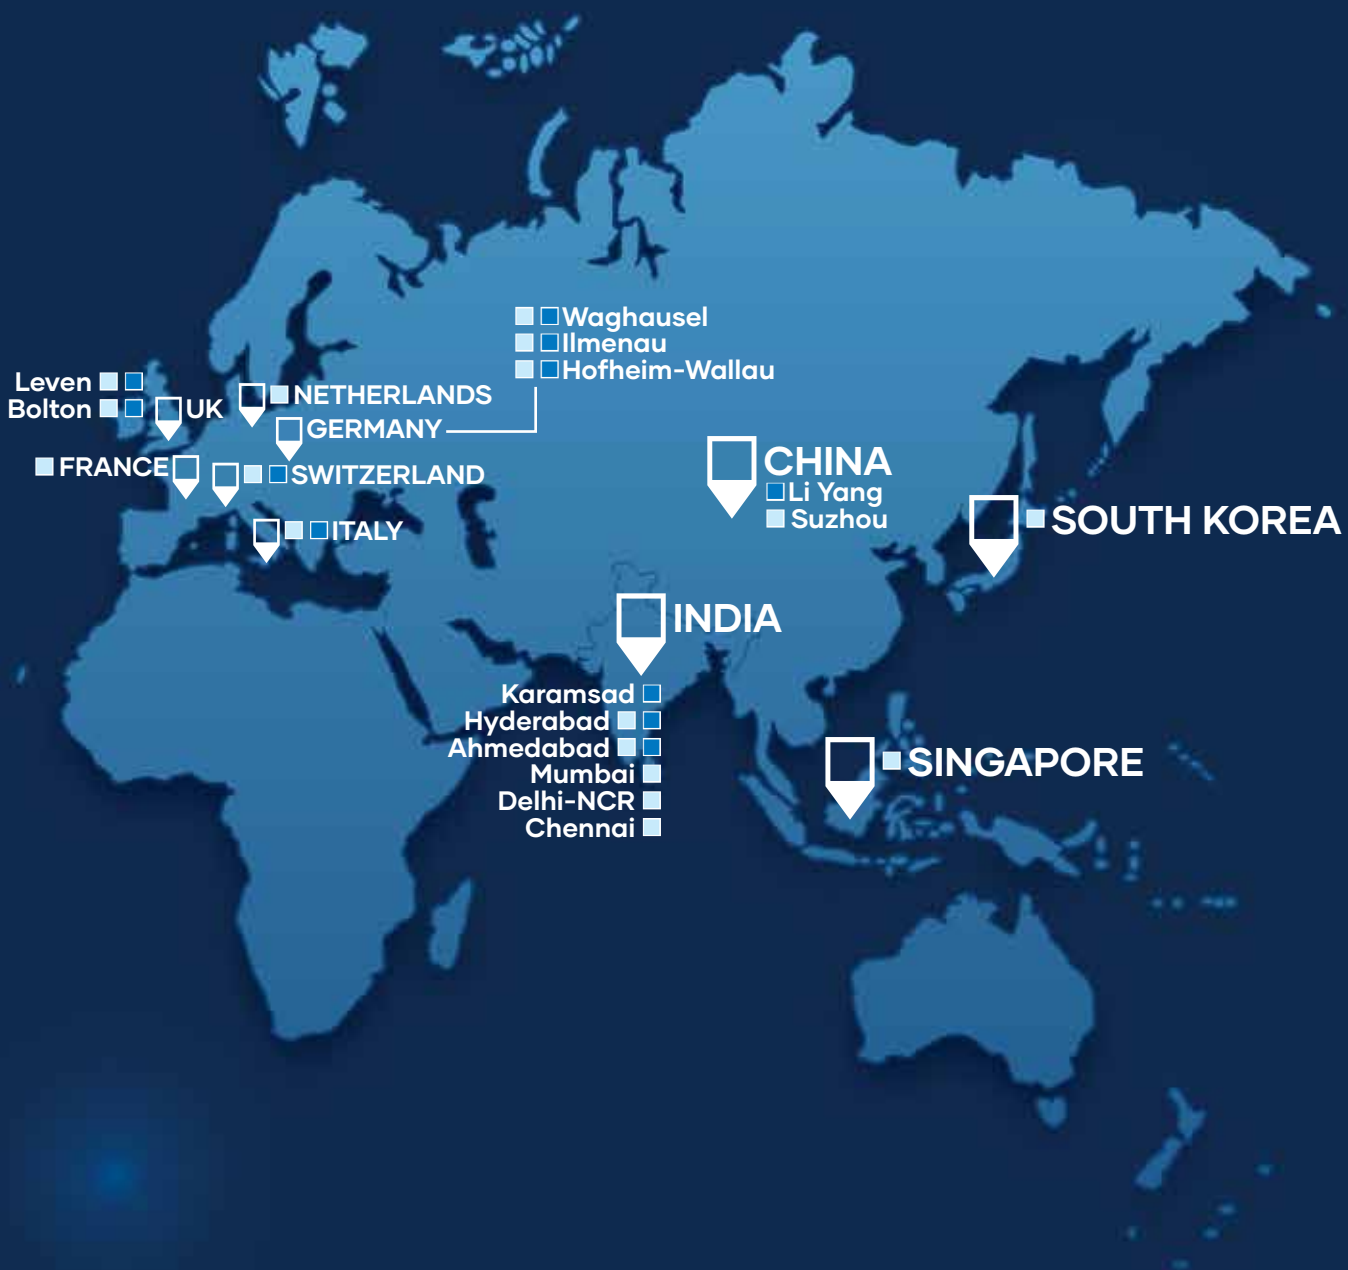 Waghausel
Ilmenau
Hofheim-Wallau
Leven
Bolton
UK
NETHERLANDS
GERMANY
FRANCE
SWITZERLAND
ITALY
CHINA
Li Yang
Suzhou
SOUTH KOREA
INDIA
Karamsad
Hyderabad
Ahmedabad
Mumbai
Delhi-NCR
Chennai
SINGAPORE